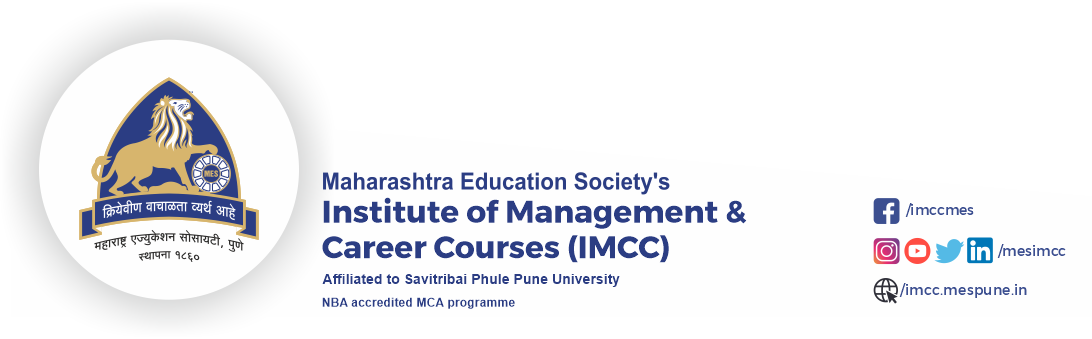 MES
क्रियेवीण वाचाळता व्यर्थ आहे
महाराष्ट्र एज्युकेशन सोसायटी, पुणे
स्थापना १८६०
Maharashtra Education Society's
Institute of Management &
Career Courses (IMCC)
Affiliated to Savitribai Phule Pune University
NBA accredited MCA programme
/imccmes
/mesimcc
/imcc.mespune.in